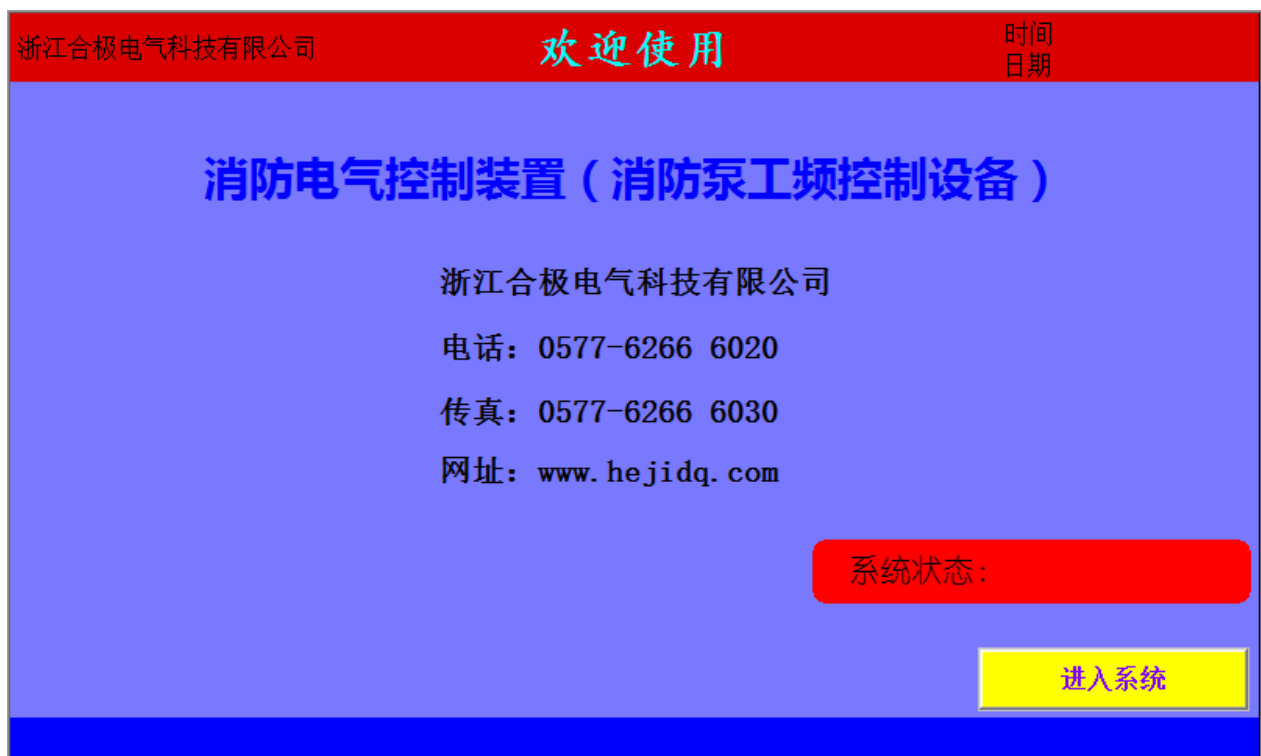 浙江合极电气科技有限公司
欢迎使用
时间
日期
消防电气控制装置（消防泵工频控制设备）
浙江合极电气科技有限公司
电话：0577-6266 6020
传真：0577-6266 6030
网址：www.hejidq.com
系统状态：
进入系统